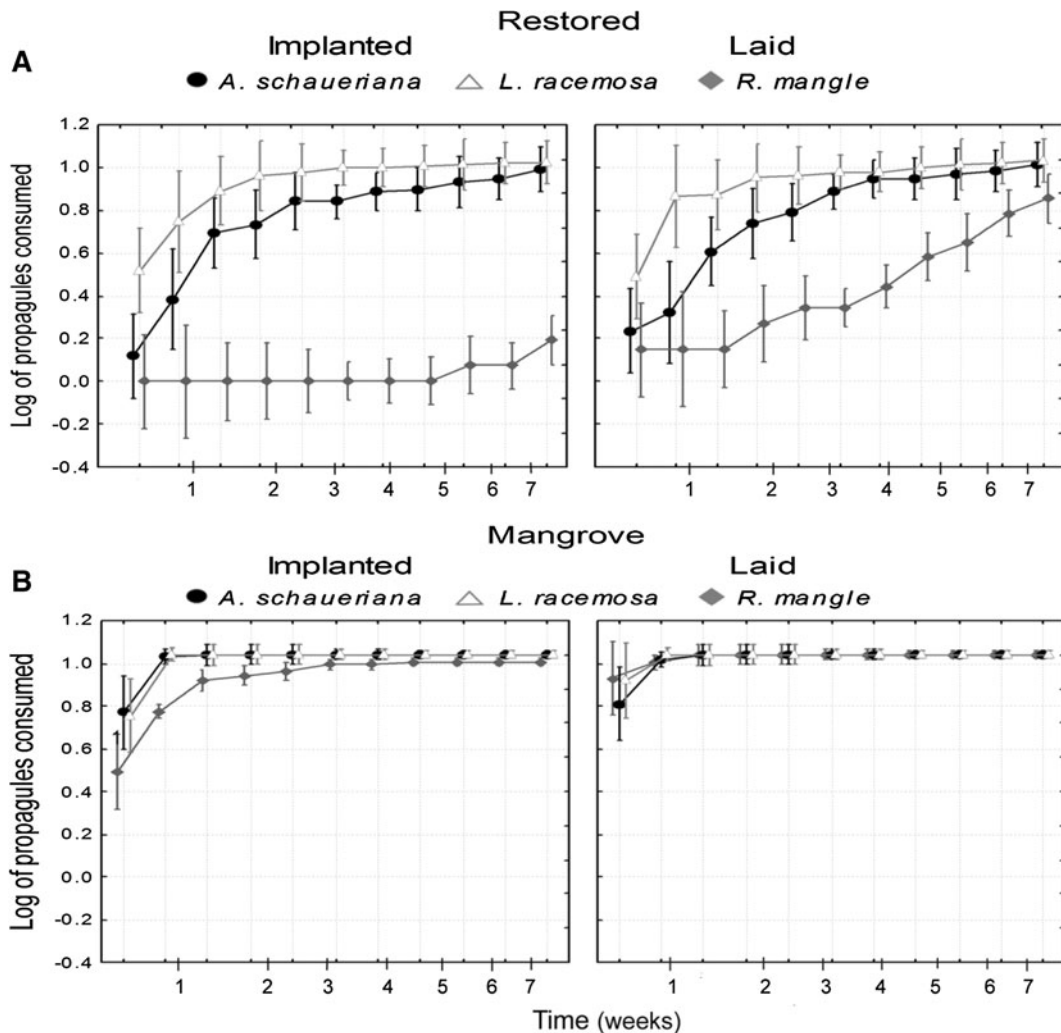 Restored
Implanted Laid
A
A. schaueriana L. racemosa R. mangle
Log of propagules consumed
1.2
1.0
0.8
0.6
0.4
0.2
0.0
-0.2
-0.4
1 2 3 4 5 6 7
1 2 3 4 5 6 7
Mangrove
Implanted Laid
B
A. schaueriana L. racemosa R. mangle
Log of propagules consumed
1.2
1.0
0.8
0.6
0.4
0.2
0.0
-0.2
-0.4
1 2 3 4 5 6 7
1 2 3 4 5 6 7
Time (weeks)